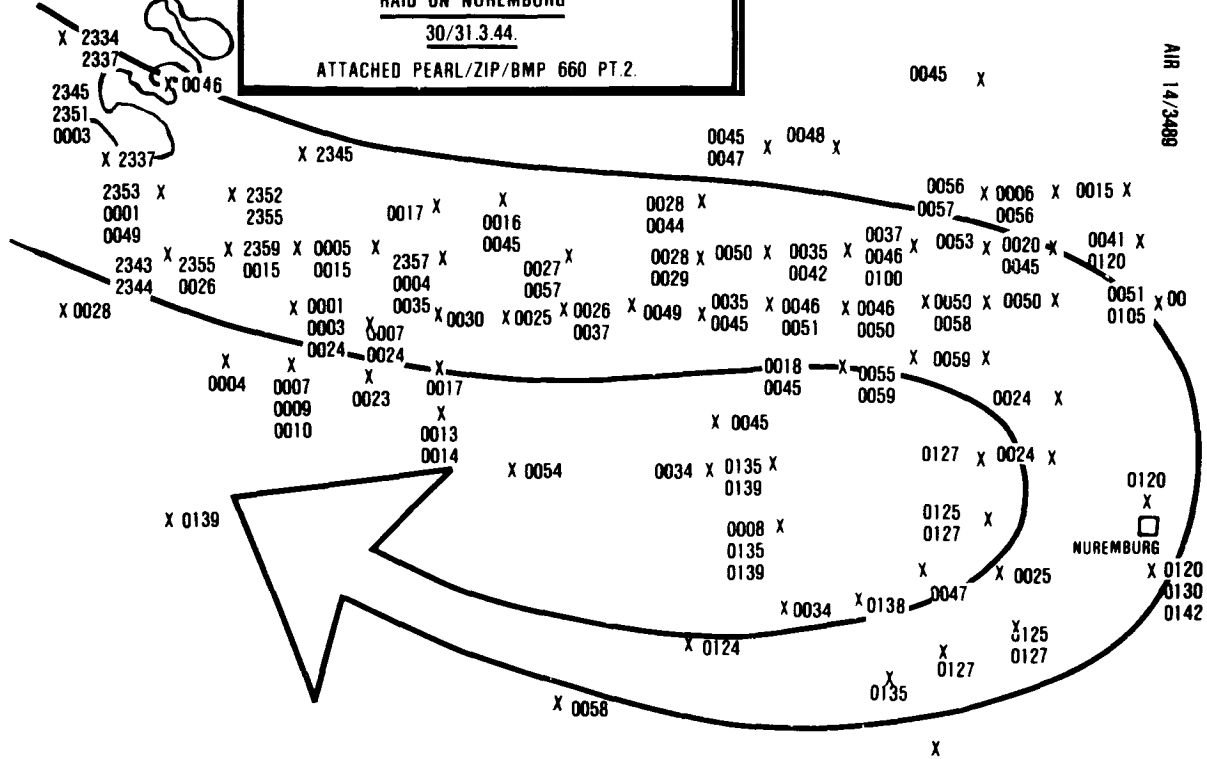 RAID ON NUREMBURG
30/31.3.44.
ATTACHED PEARL/ZIP/BMP 660 PT.2.
AIR 14/3489
X 2334
2337
X 0046
2345
2351
0003
X 2337
X 2345
0045 X
0045 X
0047
0048 X
2353 X
0001
0049
X 2352
2355
0017 X
X
0016
0045
0028 X
0044
0056 X
0057
0006 X
0056
0015 X
2343 X
2344
2355 X
0026
2359 X
0015
0005 X
0015
2357 X
0004
0035
0027 X
0057
0028 X
0029
0050 X
0035 X
0042
0037 X
0046
0100
0053 X
0020 X
0045
0041 X
0120
X 0028
X 0001
0003
0024
X
0007
0024
X 0030
X 0025
X 0026
0037
X 0049
X 0035
0045
X 0046
0051
X 0046
0050
X
0058
X 0050 X
0051 X 00
0105
X
0004
X
0007
0009
0010
X
0023
X
0017
0018
0045
X 0055
0059
X 0059 X
0024 X
X
0013
0014
X 0045
X 0054
0034 X
0135 X
0139
0127 X
0024 X
X 0139
0008 X
0135
0139
0125 X
0127
0120
X
NUREMBURG
X 0120
0130
0142
X
0047
X 0025
X 0034
X 0138
X 0124
X
0125
0127
X
0127
X
0135
X 0058
X